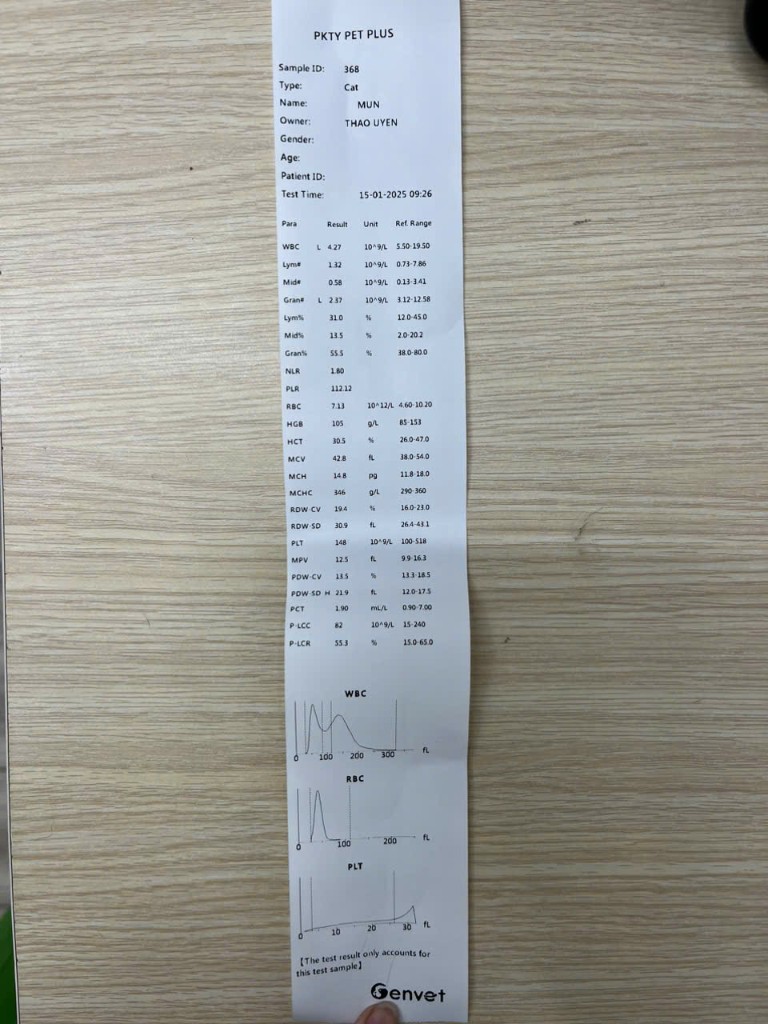 PKTY PET PLUS
Sample ID: 368
Type: Cat
Name: MUN
Owner: THAO UYEN
Gender:
Age:
Patient ID:
Test Time: 15-01-2025 09:26
Para Result Unit Ref. Range
WBC L 4.27 10^9/L 5.50-19.50
Lym# 1.32 10^9/L 0.73-7.86
Mid# 0.58 10^9/L 0.13-3.41
Gran# L 2.37 10^9/L 3.12-12.58
Lym% 31.0 % 12.0-45.0
Mid% 13.5 % 2.0-20.2
Gran% 55.5 % 38.0-80.0
NLR 1.80
PLR 112.12
RBC 7.13 10^12/L 4.60-10.20
HGB 105 g/L 85-153
HCT 30.5 % 26.0-47.0
MCV 42.8 fL 38.0-54.0
MCH 14.8 pg 11.8-18.0
MCHC 346 g/L 290-360
RDW-CV 19.4 % 16.0-23.0
RDW-SD 30.9 fL 26.4-43.1
PLT 148 10^9/L 100-518
MPV 12.5 fL 9.9-16.3
PDW-CV 13.5 % 13.3-18.5
PDW-SD H 21.9 fL 12.0-17.5
PCT 1.90 mL/L 0.90-7.00
P-LCC 82 10^9/L 15-240
P-LCR 55.3 % 15.0-65.0
WBC
0 100 200 300 fL
RBC
0 100 200 fL
PLT
0 10 20 30 fL
【The test result only accounts for
this test sample】
Genvet